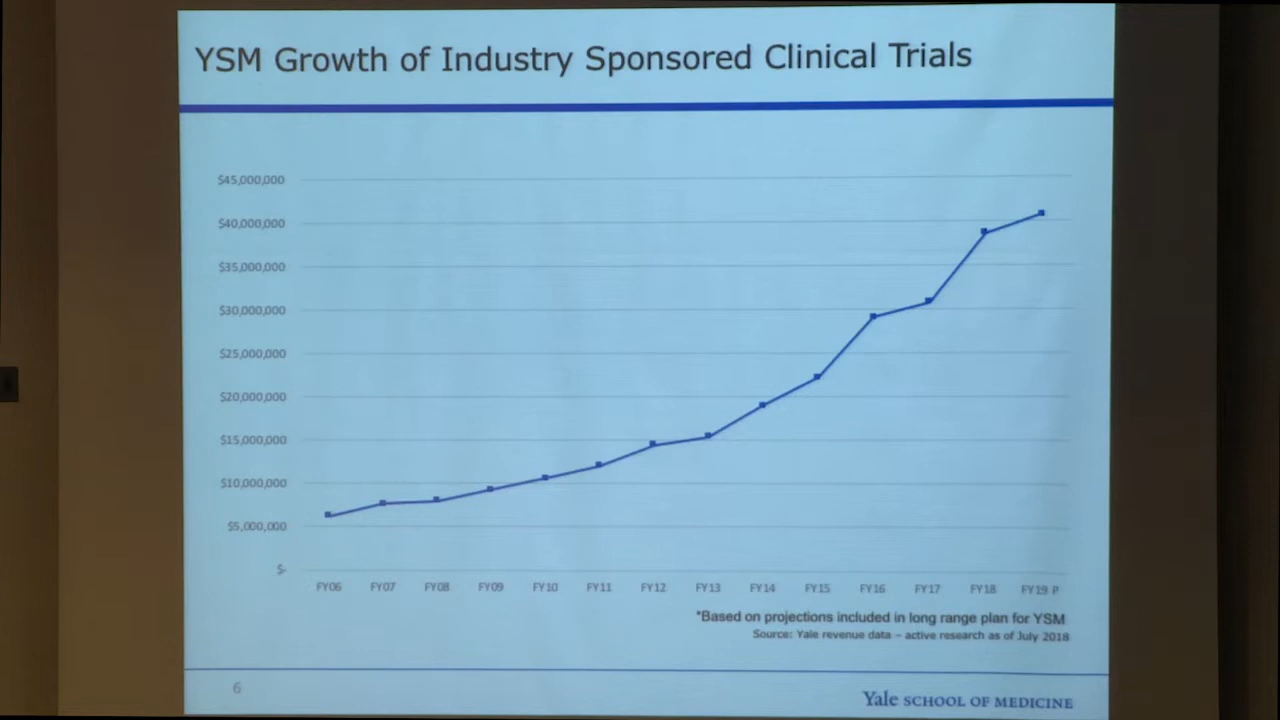 YSM Growth of Industry Sponsored Clinical Trials
$45,000,000
$40,000,000
$35,000,000
$30,000,000
$25,000,000
$20,000,000
$15,000,000
$10,000,000
$5,000,000
$-
FY06 FY07 FY08 FY09 FY10 FY11 FY12 FY13 FY14 FY15 FY16 FY17 FY18 FY19 P
*Based on projections included in long range plan for YSM
Source: Yale revenue data – active research as of July 2018
6
Yale SCHOOL OF MEDICINE